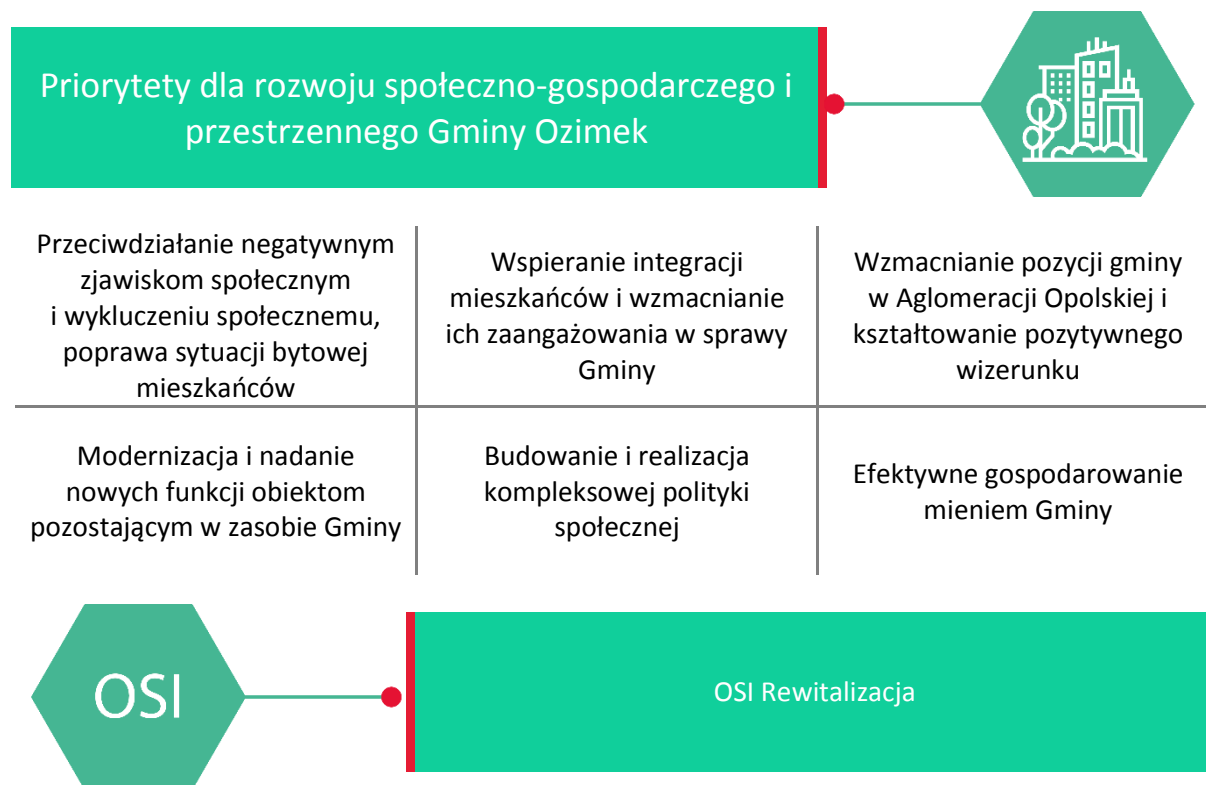 Priorytety dla rozwoju społeczno-gospodarczego i
przestrzennego Gminy Ozimek
Przeciwdziałanie negatywnym
zjawiskom społecznym
i wykluczeniu społecznemu,
poprawa sytuacji bytowej
mieszkańców
Wspieranie integracji
mieszkańców i wzmacnianie
ich zaangażowania w sprawy
Gminy
Wzmacnianie pozycji gminy
w Aglomeracji Opolskiej i
kształtowanie pozytywnego
wizerunku
Modernizacja i nadanie
nowych funkcji obiektom
pozostającym w zasobie Gminy
Budowanie i realizacja
kompleksowej polityki
społecznej
Efektywne gospodarowanie
mieniem Gminy
OSI
OSI Rewitalizacja